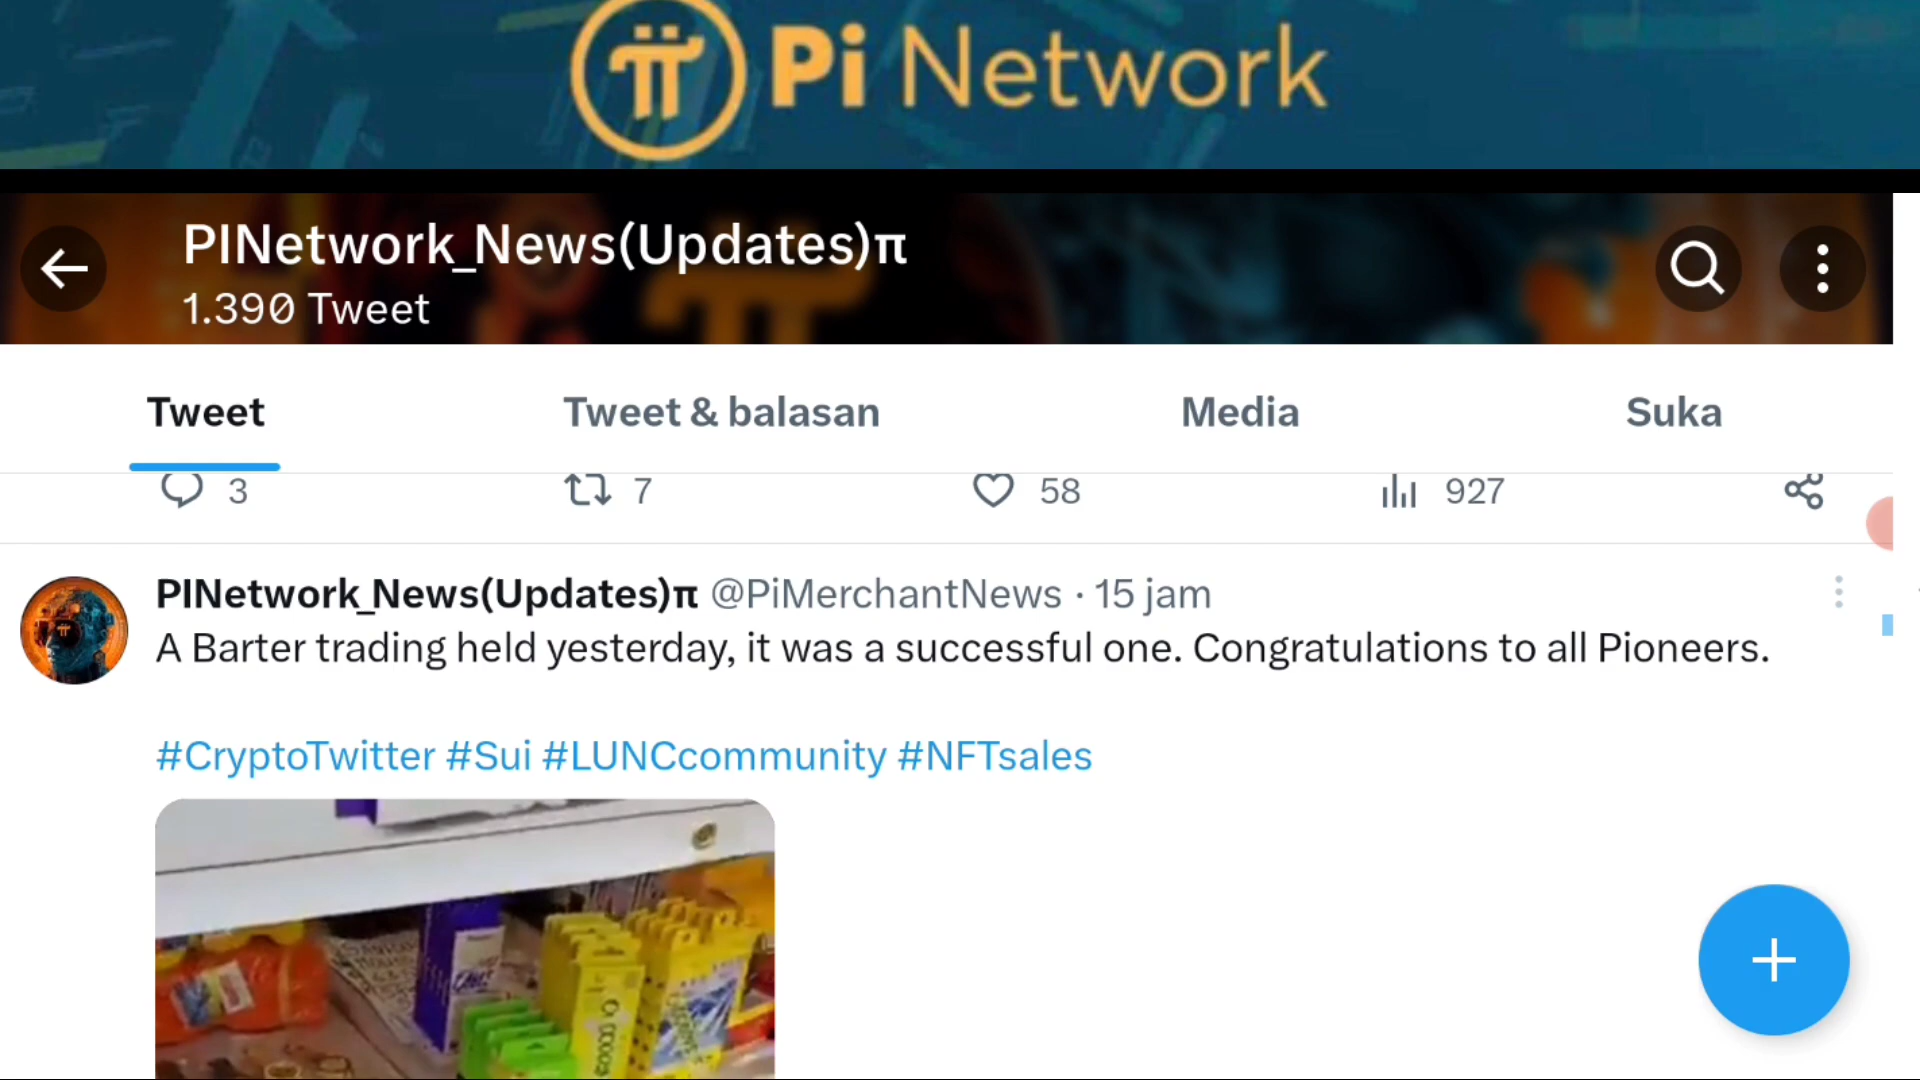 Pi Network
PINetwork_News(Updates)π
1.390 Tweet
Tweet
Tweet & balasan
Media
Suka
3
7
58
927
PINetwork_News(Updates)π @PiMerchantNews · 15 jam
A Barter trading held yesterday, it was a successful one. Congratulations to all Pioneers.
#CryptoTwitter #Sui #LUNCcommunity #NFTsales